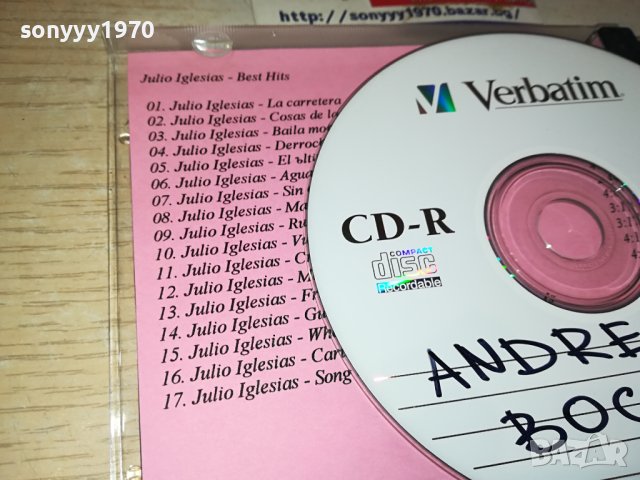 sonyyy1970
http://sonyyy1970.bazar.bg/
Julio Iglesias - Best Hits
01. Julio Iglesias - La carretera
02. Julio Iglesias - Cosas de la
03. Julio Iglesias - Baila mo
04. Julio Iglesias - Derroch
05. Julio Iglesias - El ълti
06. Julio Iglesias - Agua
07. Julio Iglesias - Sin
08. Julio Iglesias - Ma
09. Julio Iglesias - Ru
10. Julio Iglesias - Vu
11. Julio Iglesias - C
12. Julio Iglesias - M
13. Julio Iglesias - Fr
14. Julio Iglesias - Gu
15. Julio Iglesias - Wh
16. Julio Iglesias - Car
17. Julio Iglesias - Song
Verbatim
CD-R
COMPACT
disc
Recordable
ANDRE
BOC
BAZAR